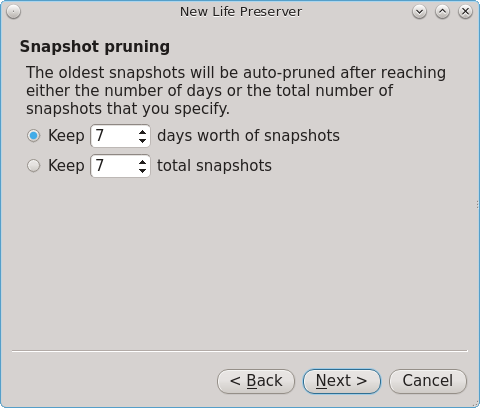 New Life Preserver
Snapshot pruning
The oldest snapshots will be auto-pruned after reaching
either the number of days or the total number of
snapshots that you specify.
Keep 7 days worth of snapshots
Keep 7 total snapshots
< Back Next > Cancel